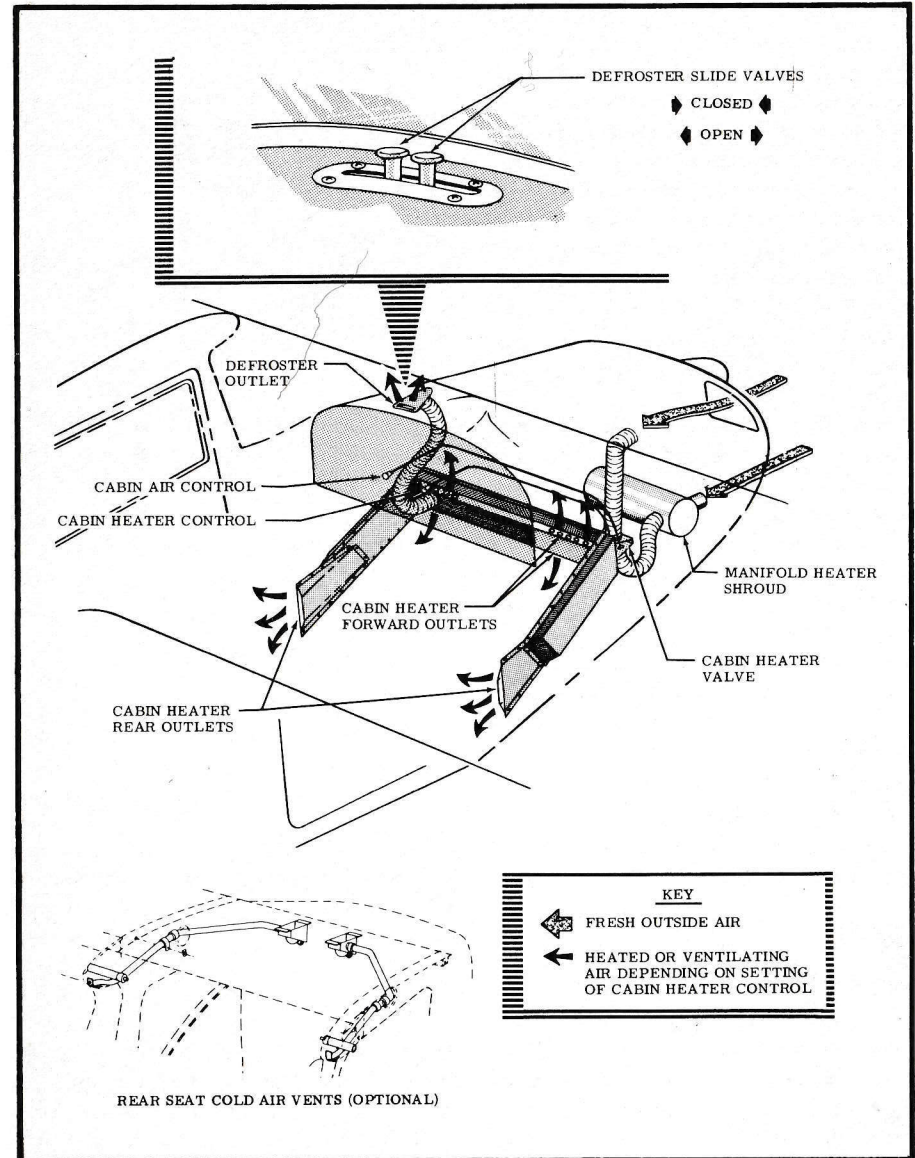 DEFROSTER SLIDE VALVES
CLOSED
OPEN
DEFROSTER
OUTLET
CABIN AIR CONTROL
CABIN HEATER CONTROL
MANIFOLD HEATER
SHROUD
CABIN HEATER
FORWARD OUTLETS
CABIN HEATER
VALVE
CABIN HEATER
REAR OUTLETS
KEY
FRESH OUTSIDE AIR
HEATED OR VENTILATING
AIR DEPENDING ON SETTING
OF CABIN HEATER CONTROL
REAR SEAT COLD AIR VENTS (OPTIONAL)